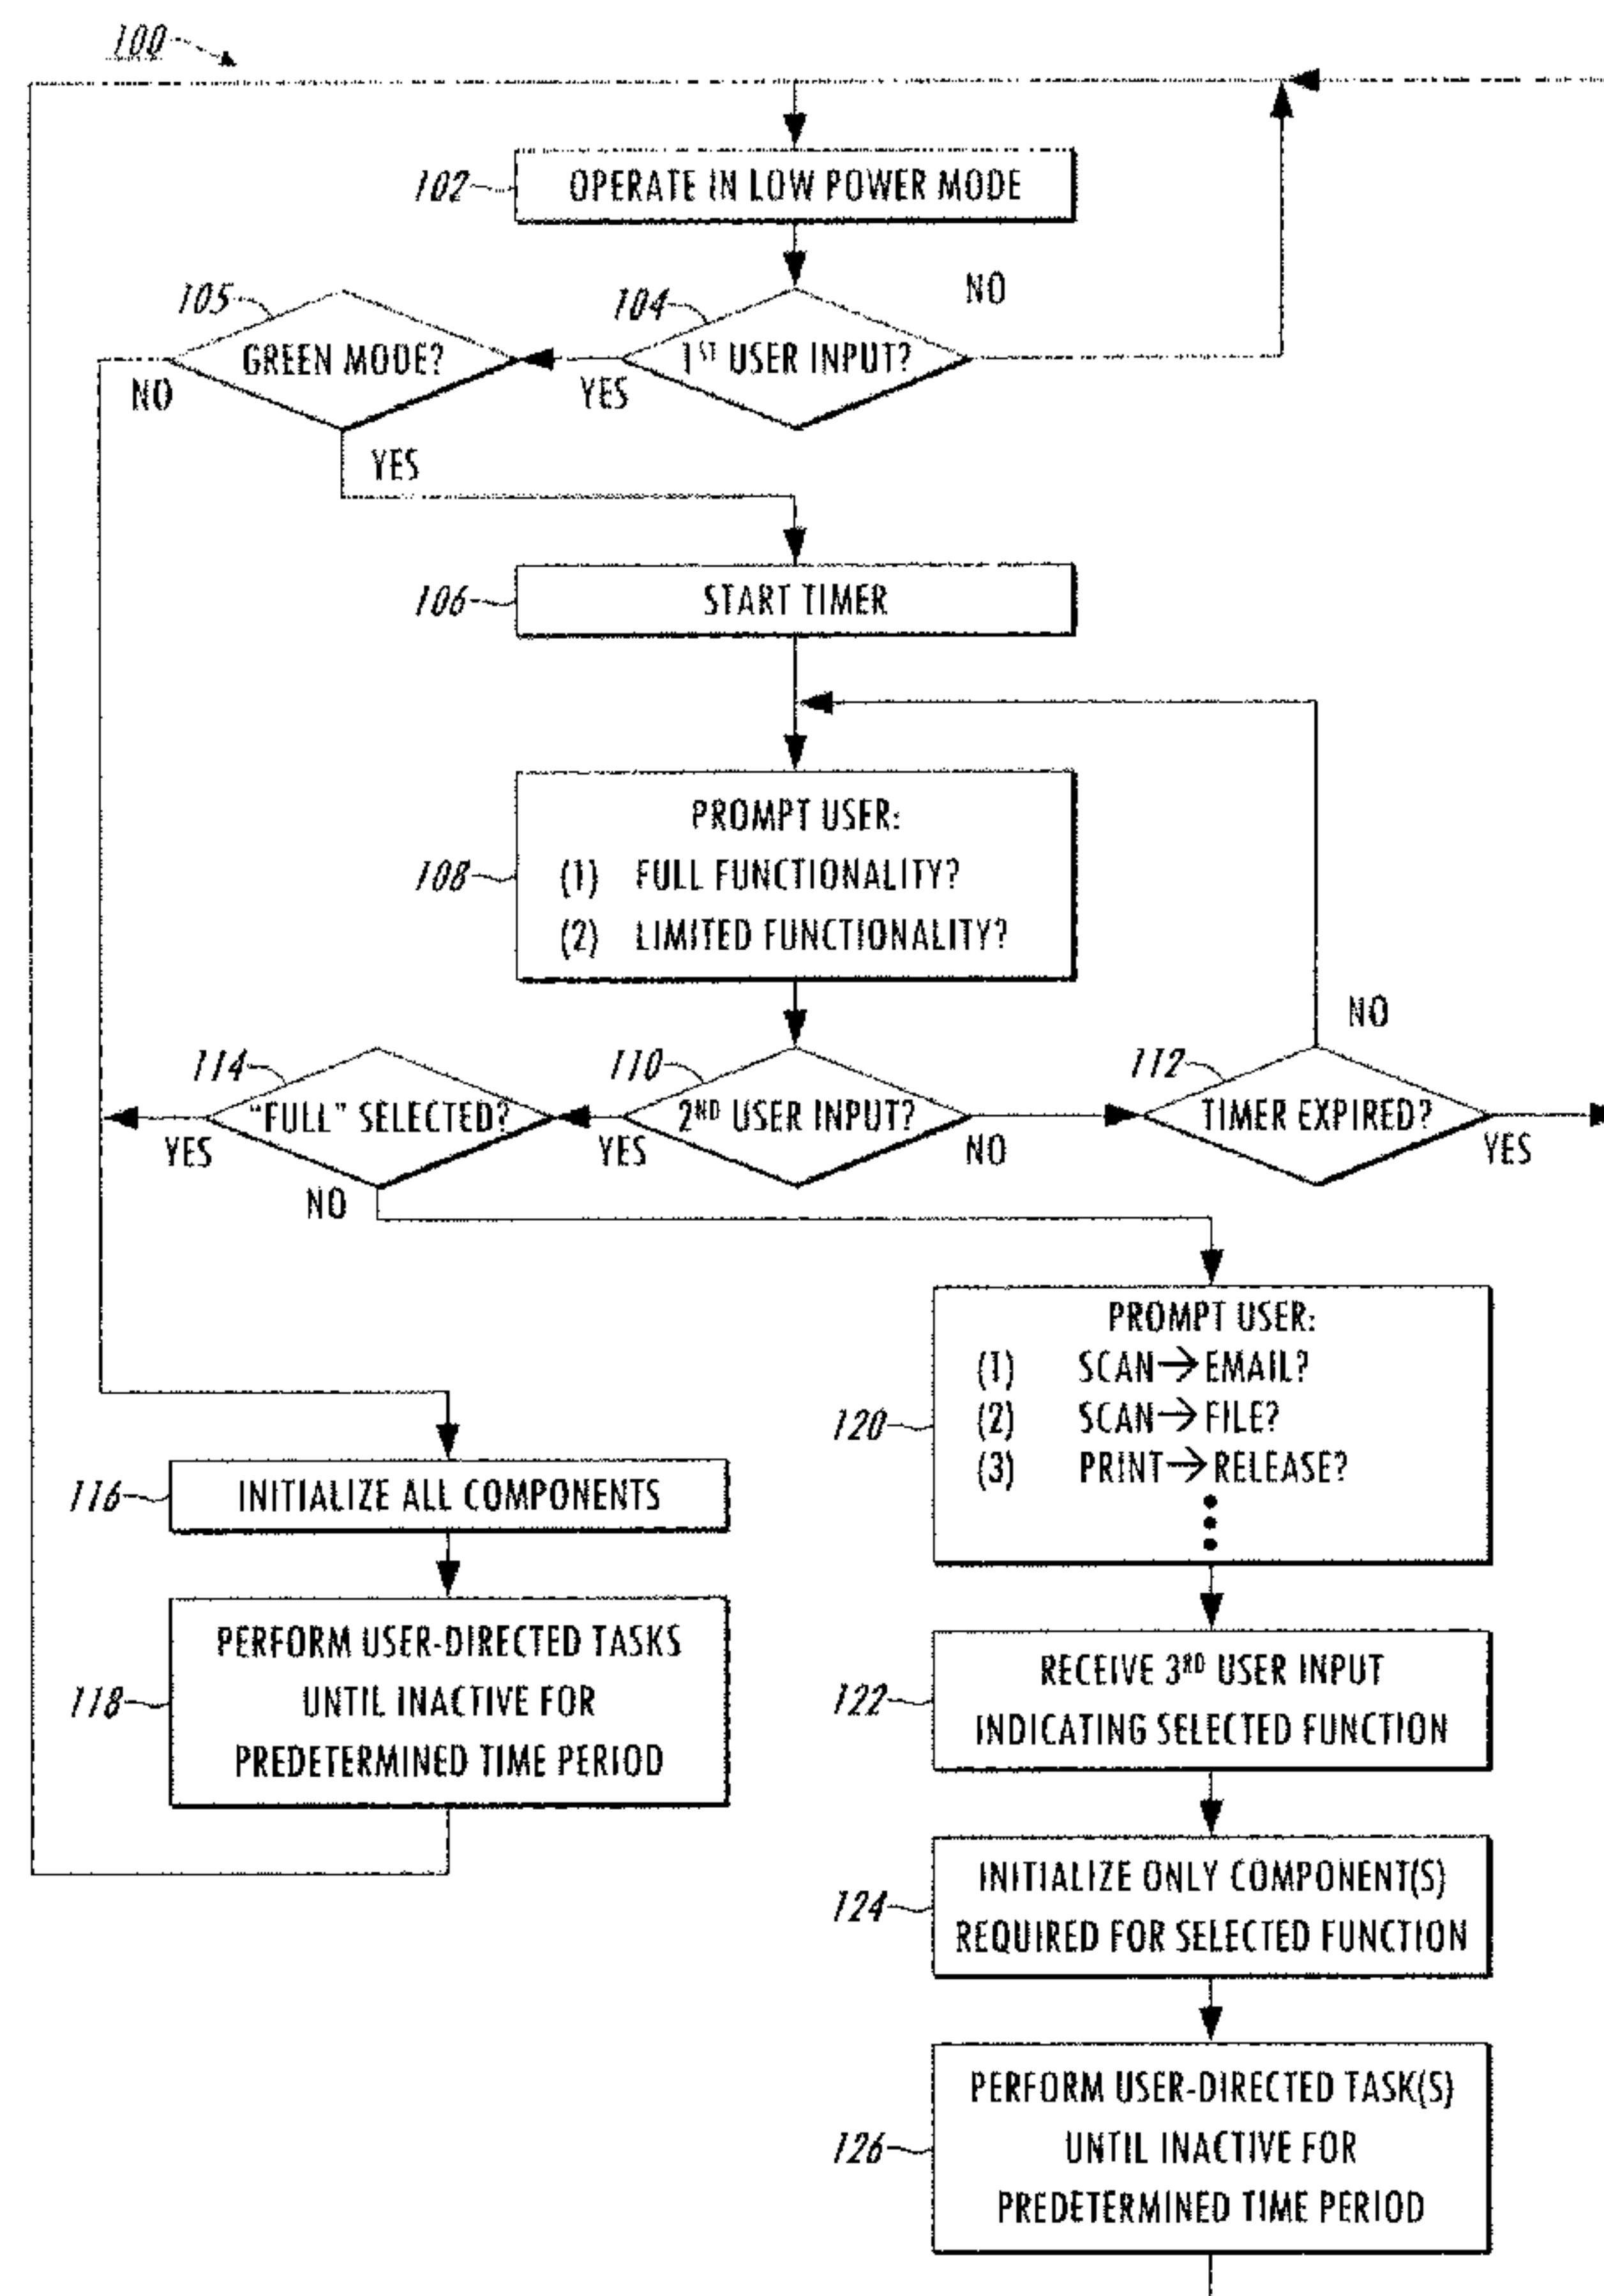 100
102
OPERATE IN LOW POWER MODE
NO
105
104
GREEN MODE?
1ST USER INPUT?
NO
YES
YES
106
START TIMER
108
PROMPT USER:
(1) FULL FUNCTIONALITY?
(2) LIMITED FUNCTIONALITY?
NO
114
110
112
"FULL" SELECTED?
2ND USER INPUT?
TIMER EXPIRED?
YES
YES
NO
YES
NO
120
PROMPT USER:
(1) SCAN→EMAIL?
(2) SCAN→FILE?
(3) PRINT→RELEASE?
116
INITIALIZE ALL COMPONENTS
118
PERFORM USER-DIRECTED TASKS
UNTIL INACTIVE FOR
PREDETERMINED TIME PERIOD
122
RECEIVE 3RD USER INPUT
INDICATING SELECTED FUNCTION
124
INITIALIZE ONLY COMPONENT(S)
REQUIRED FOR SELECTED FUNCTION
126
PERFORM USER-DIRECTED TASK(S)
UNTIL INACTIVE FOR
PREDETERMINED TIME PERIOD